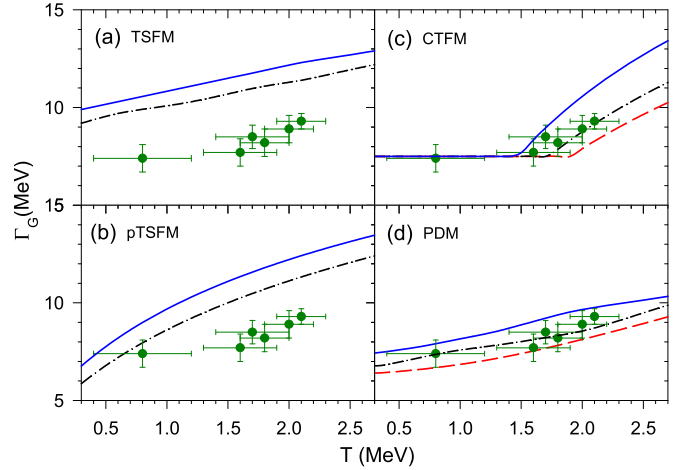 15
(a) TSFM
(c) CTFM
10
Γ_G (MeV)
15
(b) pTSFM
(d) PDM
10
5
0.5 1.0 1.5 2.0 2.5 0.5 1.0 1.5 2.0 2.5
T (MeV) T (MeV)